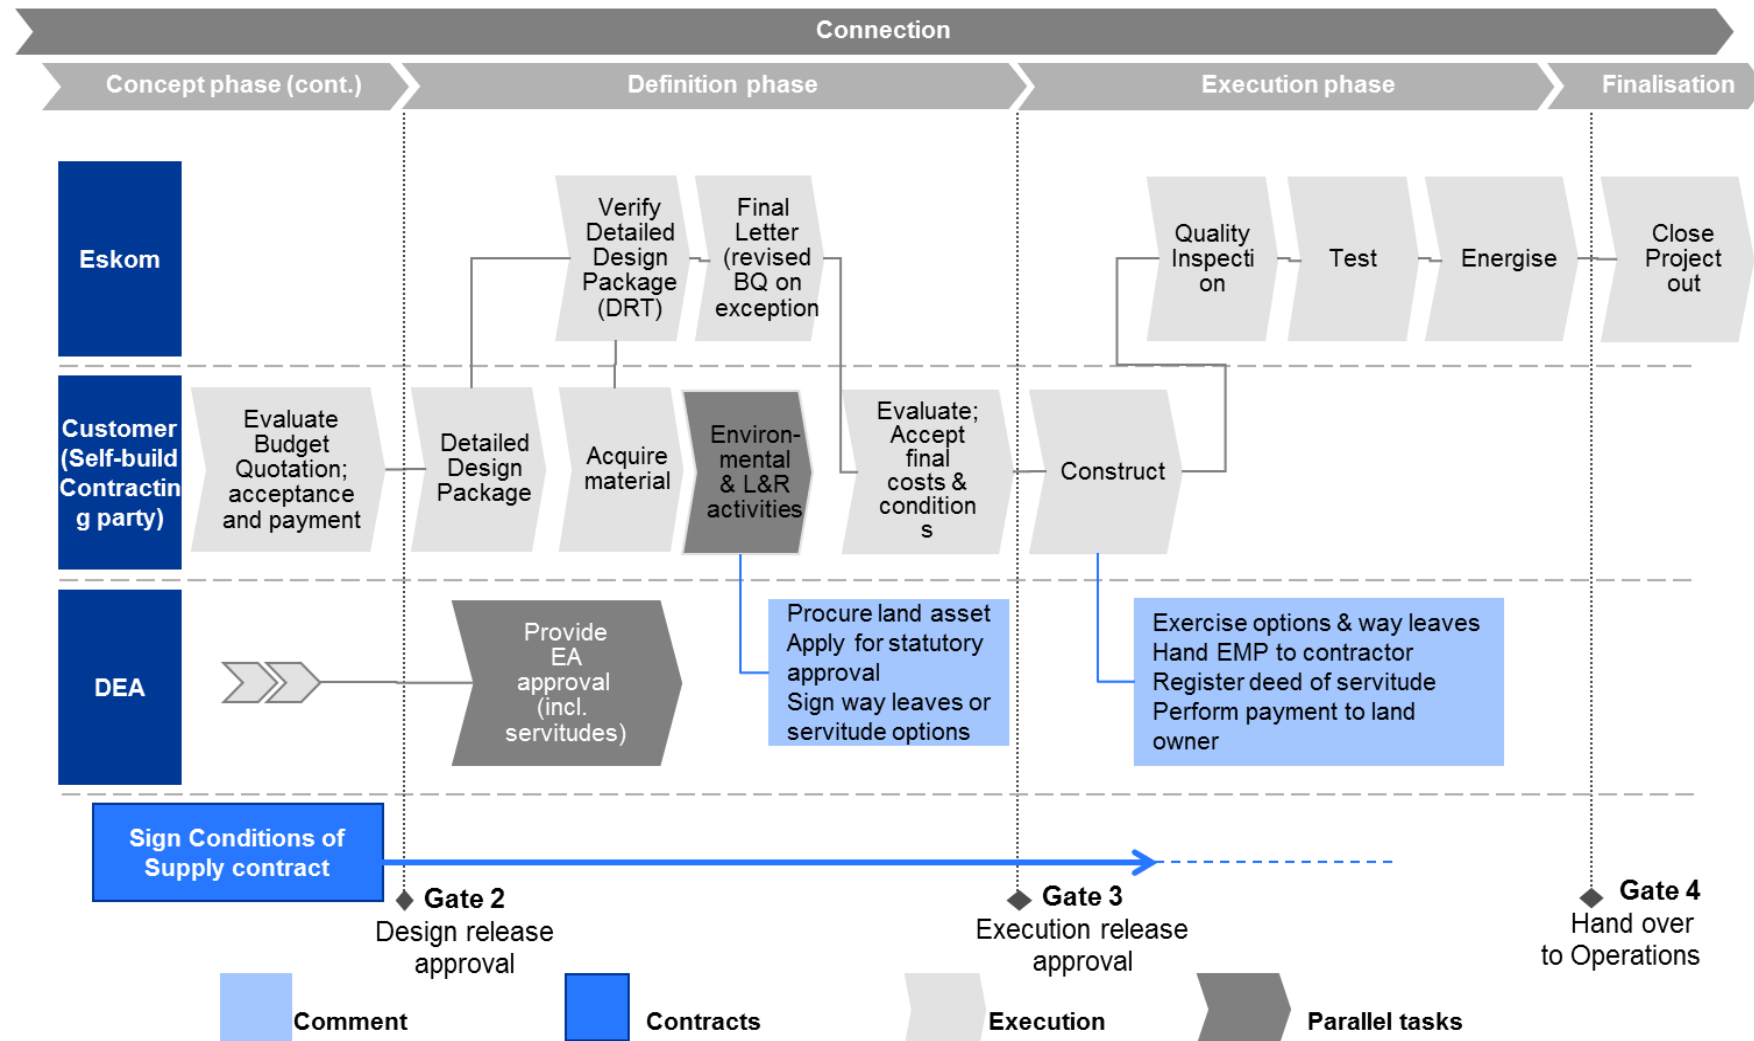 Connection
Concept phase (cont.)
Definition phase
Execution phase
Finalisation
Eskom
Verify
Detailed
Design
Package
(DRT)
Final
Letter
(revised
BQ on
exception
Quality
Inspecti
on
Test
Energise
Close
Project
out
Customer
(Self-build
Contractin
g party)
Evaluate
Budget
Quotation;
acceptance
and payment
Detailed
Design
Package
Acquire
material
Environ-
mental
& L&R
activities
Evaluate;
Accept
final
costs &
condition
s
Construct
DEA
Provide
EA
approval
(incl.
servitudes)
Procure land asset
Apply for statutory
approval
Sign way leaves or
servitude options
Exercise options & way leaves
Hand EMP to contractor
Register deed of servitude
Perform payment to land
owner
Sign Conditions of
Supply contract
Gate 2
Design release
approval
Gate 3
Execution release
approval
Gate 4
Hand over
to Operations
Comment
Contracts
Execution
Parallel tasks